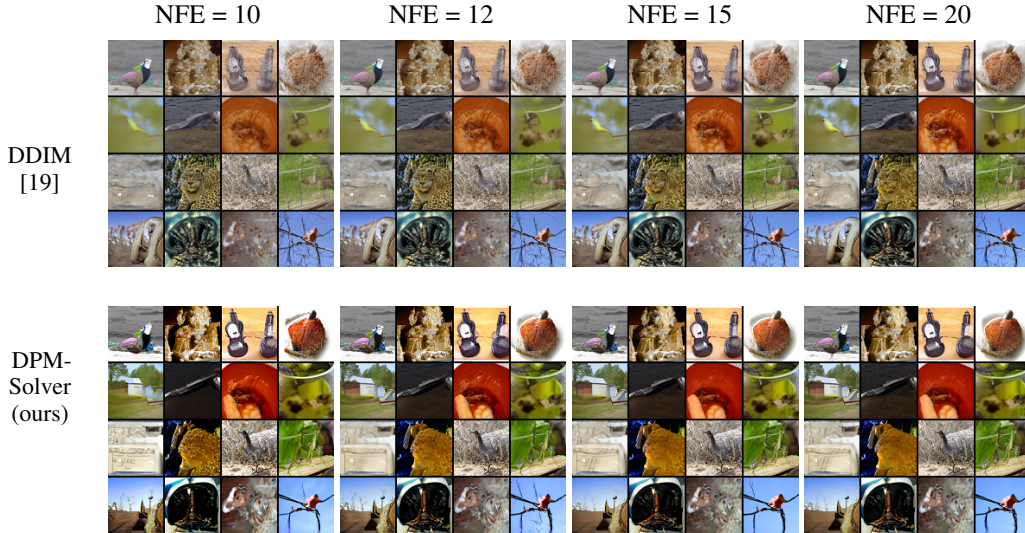 NFE = 10
NFE = 12
NFE = 15
NFE = 20
DDIM
[19]
DPM-
Solver
(ours)